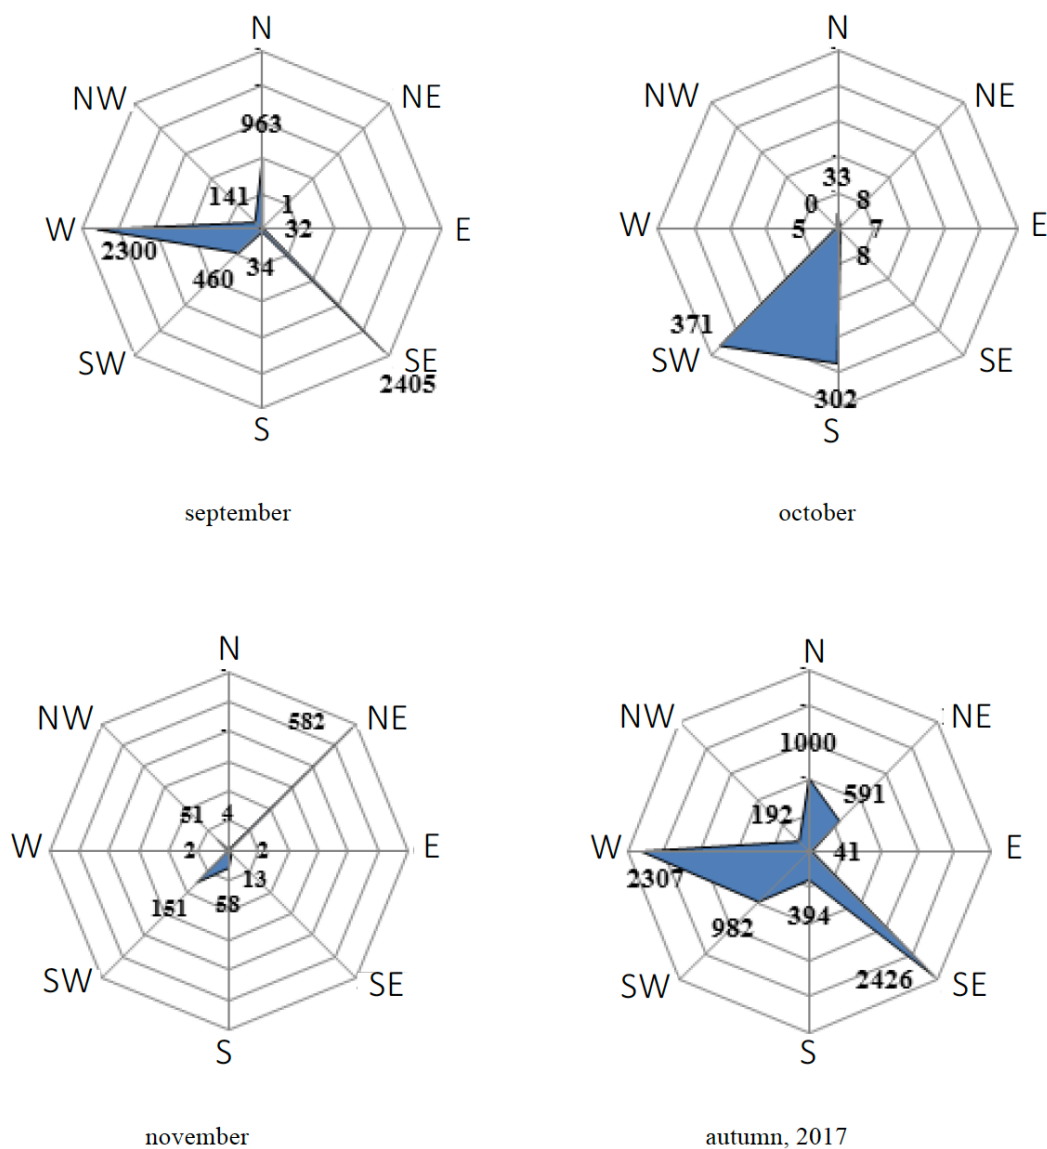 N
NW
NE
963
141
1
W
32
E
2300
34
460
SW
SE
2405
S
september
N
NW
NE
33
0
8
W
5
7
E
8
371
SW
SE
302
S
october
N
NW
582
NE
51
4
W
2
2
E
13
151
58
SW
SE
S
november
N
NW
NE
1000
591
192
W
41
E
2307
394
982
2426
SW
SE
S
autumn, 2017